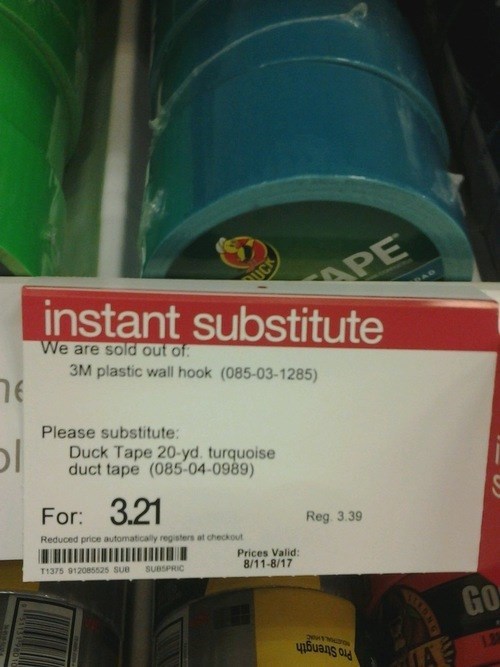 DUCK
TAPE®
instant substitute
We are sold out of:
3M plastic wall hook (085-03-1285)
Please substitute:
Duck Tape 20-yd. turquoise
duct tape (085-04-0989)
For: 3.21
Reg. 3.39
Reduced price automatically registers at checkout
Prices Valid:
8/11-8/17
T1375 912085525 SUB SUBSPRIC
Pro Strength
GO